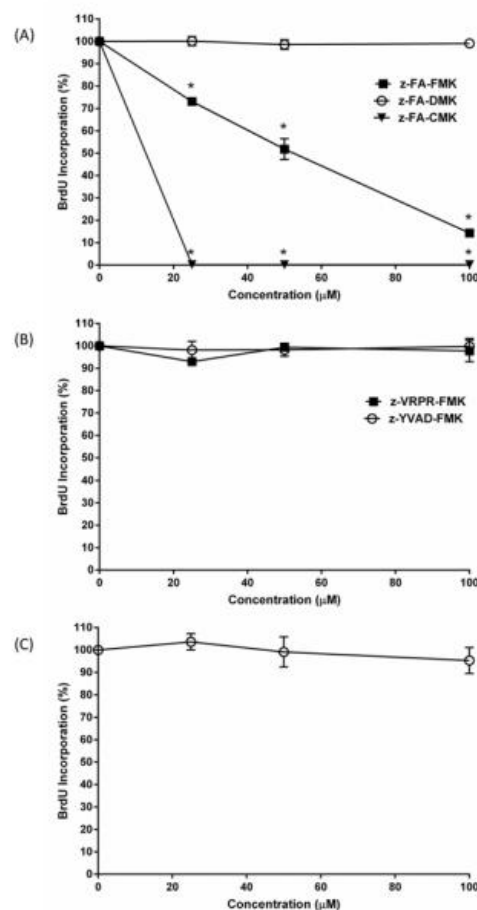 (A)
BrdU Incorporation (%)
110
100
90
80
70
60
50
40
30
20
10
0
*
*
*
*
*
*
z-FA-FMK
z-FA-DMK
z-FA-CMK
0 20 40 60 80 100
Concentration (μM)
(B)
BrdU Incorporation (%)
110
100
90
80
70
60
50
40
30
20
10
0
z-VRPR-FMK
z-YVAD-FMK
0 20 40 60 80 100
Concentration (μM)
(C)
BrdU Incorporation (%)
110
100
90
80
70
60
50
40
30
20
10
0
0 20 40 60 80 100
Concentration (μM)